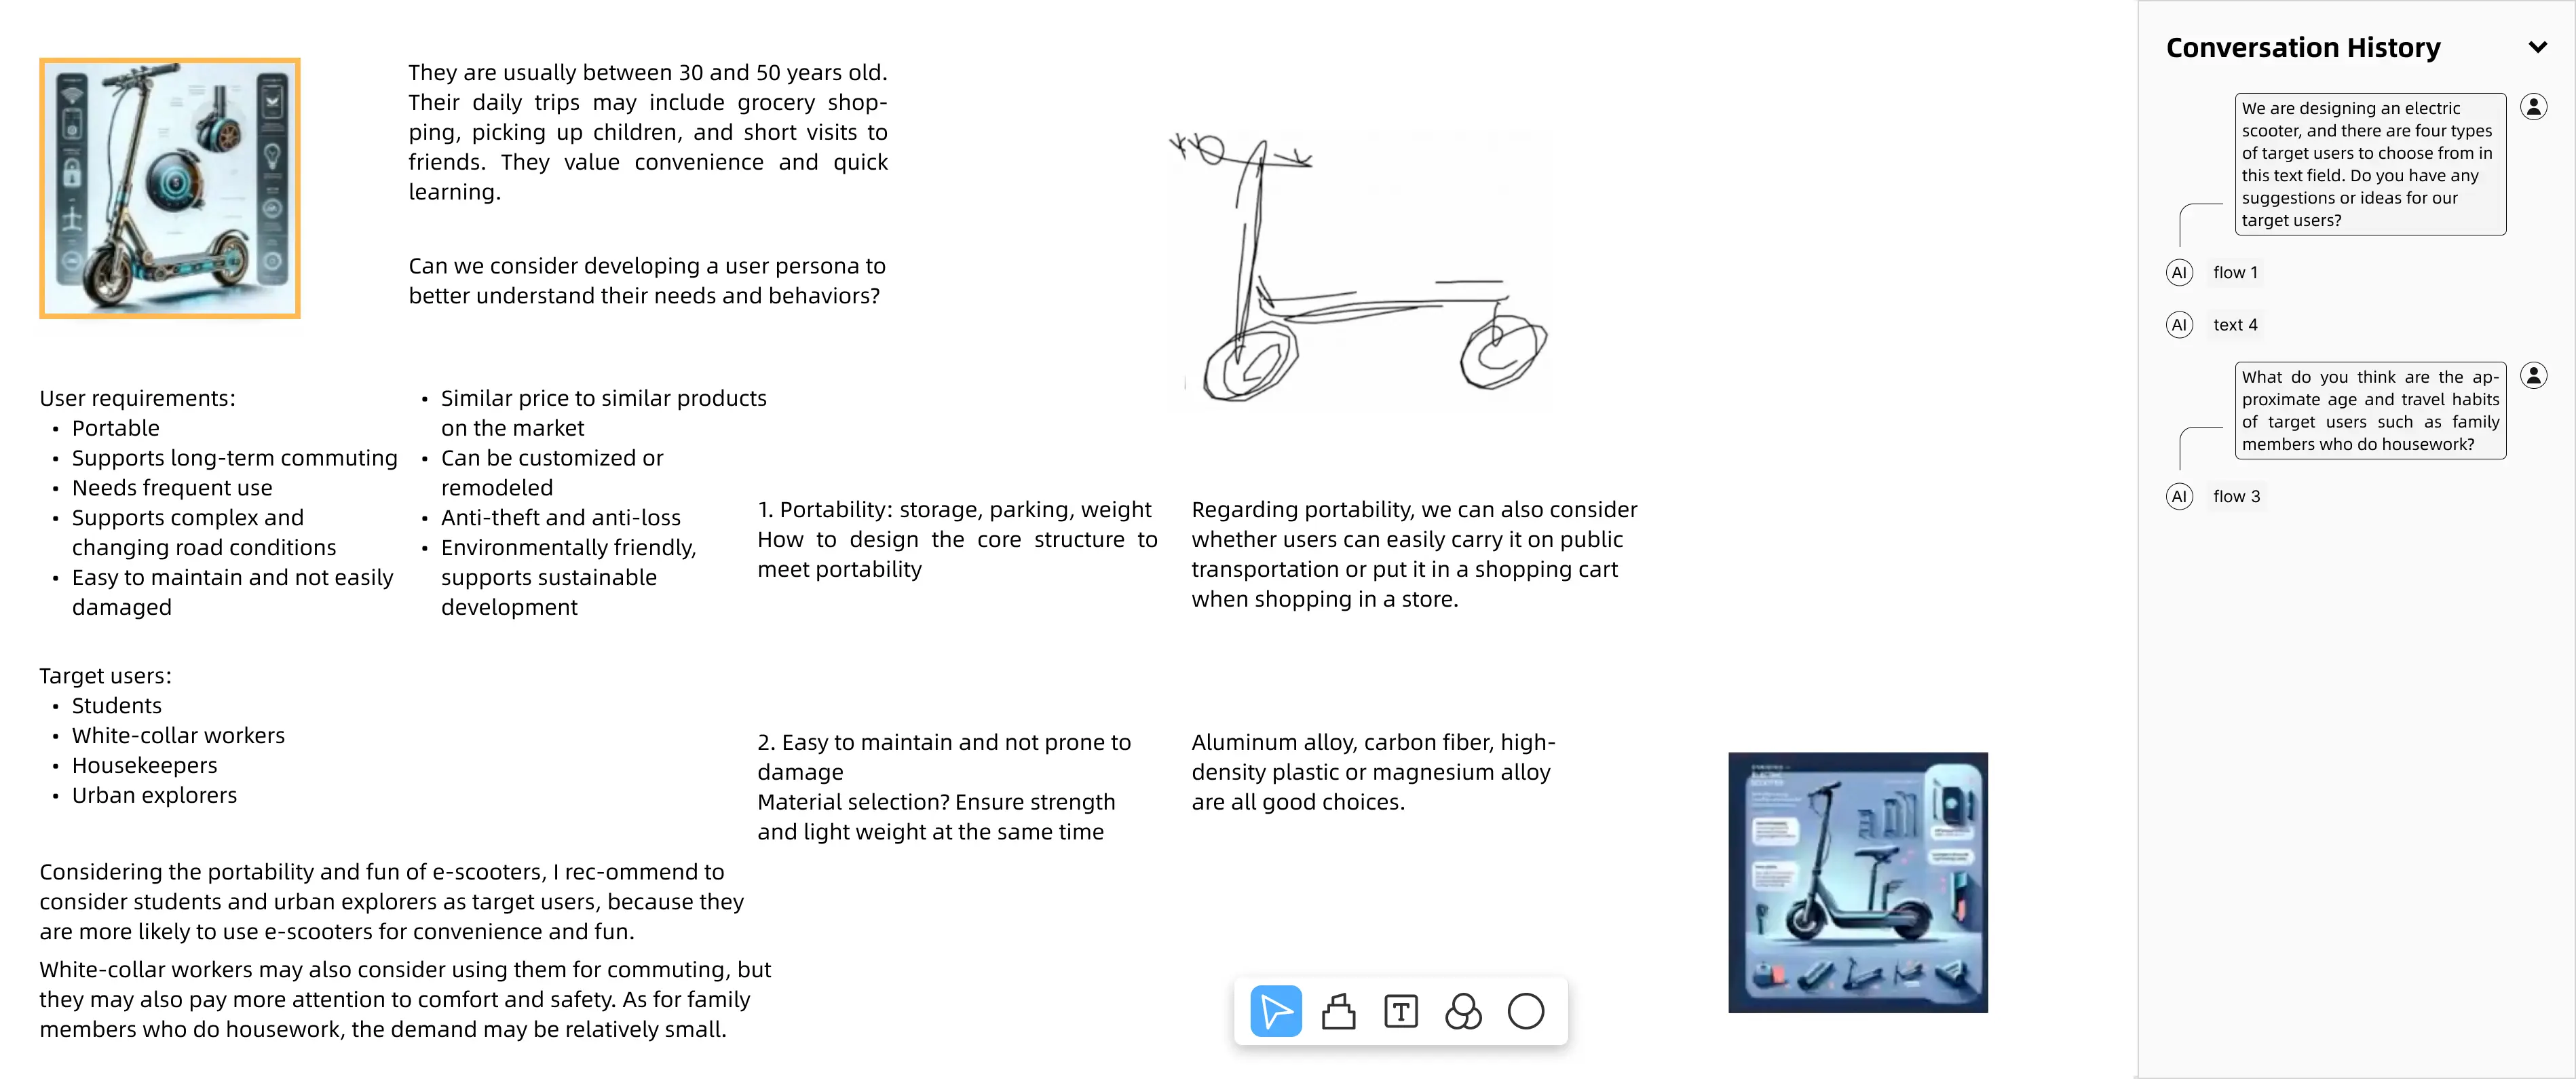 They are usually between 30 and 50 years old.
Their daily trips may include grocery shop-
ping, picking up children, and short visits to
friends. They value convenience and quick
learning.
Can we consider developing a user persona to
better understand their needs and behaviors?
User requirements:
• Portable
• Supports long-term commuting
• Needs frequent use
• Supports complex and
changing road conditions
• Easy to maintain and not easily
damaged
• Similar price to similar products
on the market
• Can be customized or
remodeled
• Anti-theft and anti-loss
• Environmentally friendly,
supports sustainable
development
1. Portability: storage, parking, weight
How to design the core structure to
meet portability
Regarding portability, we can also consider
whether users can easily carry it on public
transportation or put it in a shopping cart
when shopping in a store.
Target users:
• Students
• White-collar workers
• Housekeepers
• Urban explorers
2. Easy to maintain and not prone to
damage
Material selection? Ensure strength
and light weight at the same time
Aluminum alloy, carbon fiber, high-
density plastic or magnesium alloy
are all good choices.
Considering the portability and fun of e-scooters, I rec-ommend to
consider students and urban explorers as target users, because they
are more likely to use e-scooters for convenience and fun.
White-collar workers may also consider using them for commuting, but
they may also pay more attention to comfort and safety. As for family
members who do housework, the demand may be relatively small.
T
Conversation History
We are designing an electric
scooter, and there are four types
of target users to choose from in
this text field. Do you have any
suggestions or ideas for our
target users?
AI flow 1
AI text 4
What do you think are the ap-
proximate age and travel habits
of target users such as family
members who do housework?
AI flow 3